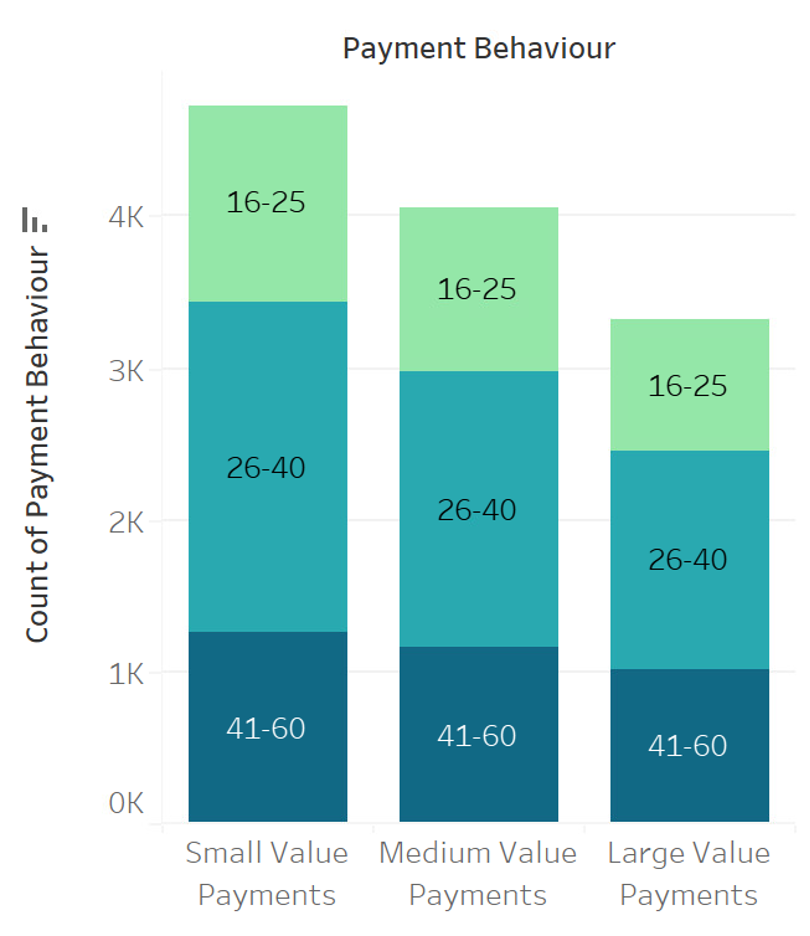 Payment Behaviour
Count of Payment Behaviour
4K
3K
2K
1K
0K
16-25
26-40
41-60
16-25
26-40
41-60
16-25
26-40
41-60
Small Value
Payments
Medium Value
Payments
Large Value
Payments